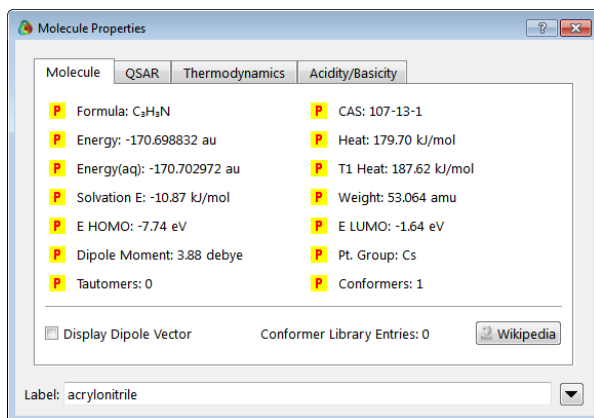 Molecule Properties
Molecule QSAR Thermodynamics Acidity/Basicity
P Formula: C₃H₃N P CAS: 107-13-1
P Energy: -170.698832 au P Heat: 179.70 kJ/mol
P Energy(aq): -170.702972 au P T1 Heat: 187.62 kJ/mol
P Solvation E: -10.87 kJ/mol P Weight: 53.064 amu
P E HOMO: -7.74 eV P E LUMO: -1.64 eV
P Dipole Moment: 3.88 debye P Pt. Group: Cs
P Tautomers: 0 P Conformers: 1
Display Dipole Vector Conformer Library Entries: 0 Wikipedia
Label: acrylonitrile